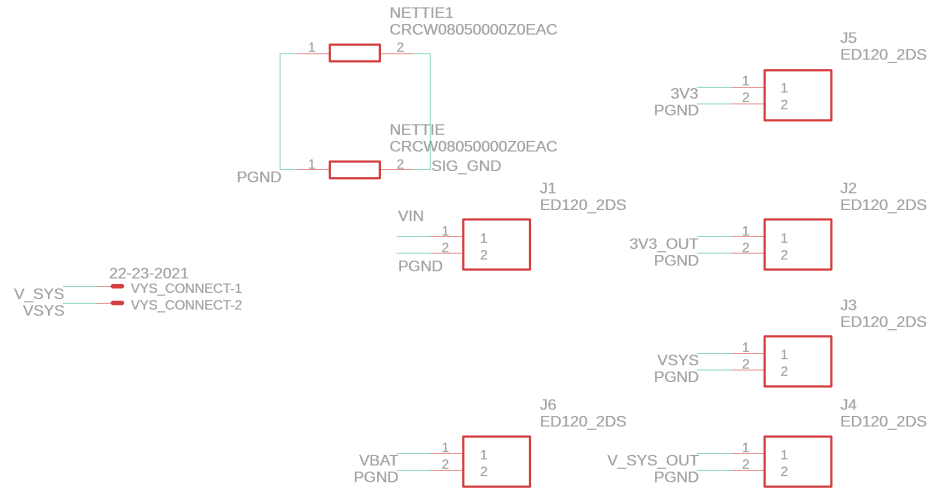 NETTIE1
CRCW08050000Z0EAC
1 2
NETTIE
CRCW08050000Z0EAC
1 2
PGND
SIG_GND
J5
ED120_2DS
3V3 1 1
PGND 2 2
J1
ED120_2DS
VIN 1 1
PGND 2 2
J2
ED120_2DS
3V3_OUT 1 1
PGND 2 2
22-23-2021
V_SYS VYS_CONNECT-1
VSYS VYS_CONNECT-2
J3
ED120_2DS
VSYS 1 1
PGND 2 2
J6
ED120_2DS
VBAT 1 1
PGND 2 2
J4
ED120_2DS
V_SYS_OUT 1 1
PGND 2 2